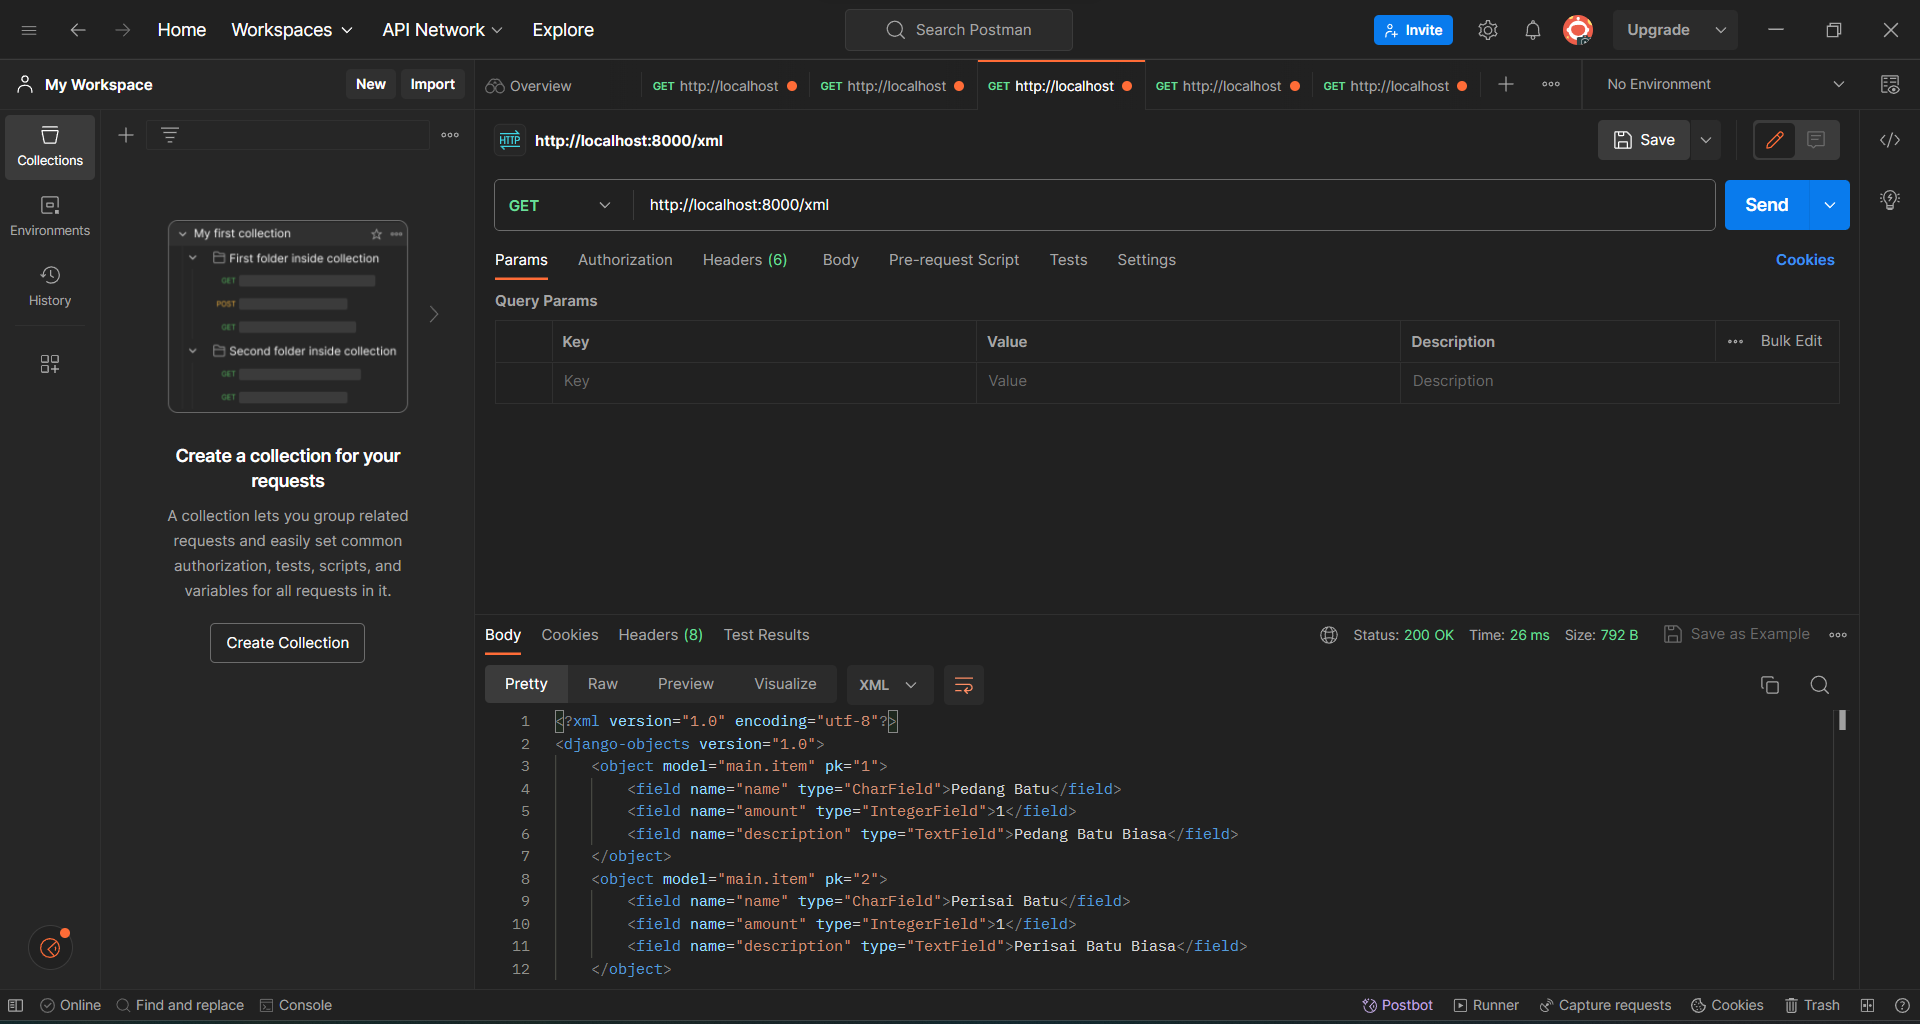 Home Workspaces API Network Explore Search Postman Invite Upgrade
My Workspace New Import Overview GET http://localhost GET http://localhost GET http://localhost GET http://localhost GET http://localhost No Environment
Collections
Environments
History
My first collection
First folder inside collection
GET
POST
GET
Second folder inside collection
GET
GET
Create a collection for your
requests
A collection lets you group related
requests and easily set common
authorization, tests, scripts, and
variables for all requests in it.
Create Collection
HTTP http://localhost:8000/xml Save
GET http://localhost:8000/xml Send
Params Authorization Headers (6) Body Pre-request Script Tests Settings Cookies
Query Params
Key Value Description Bulk Edit
Key Value Description
Body Cookies Headers (8) Test Results Status: 200 OK Time: 26 ms Size: 792 B Save as Example
Pretty Raw Preview Visualize XML
1 <?xml version="1.0" encoding="utf-8"?>
2 <django-objects version="1.0">
3 <object model="main.item" pk="1">
4 <field name="name" type="CharField">Pedang Batu</field>
5 <field name="amount" type="IntegerField">1</field>
6 <field name="description" type="TextField">Pedang Batu Biasa</field>
7 </object>
8 <object model="main.item" pk="2">
9 <field name="name" type="CharField">Perisai Batu</field>
10 <field name="amount" type="IntegerField">1</field>
11 <field name="description" type="TextField">Perisai Batu Biasa</field>
12 </object>
Online Find and replace Console Postbot Runner Capture requests Cookies Trash